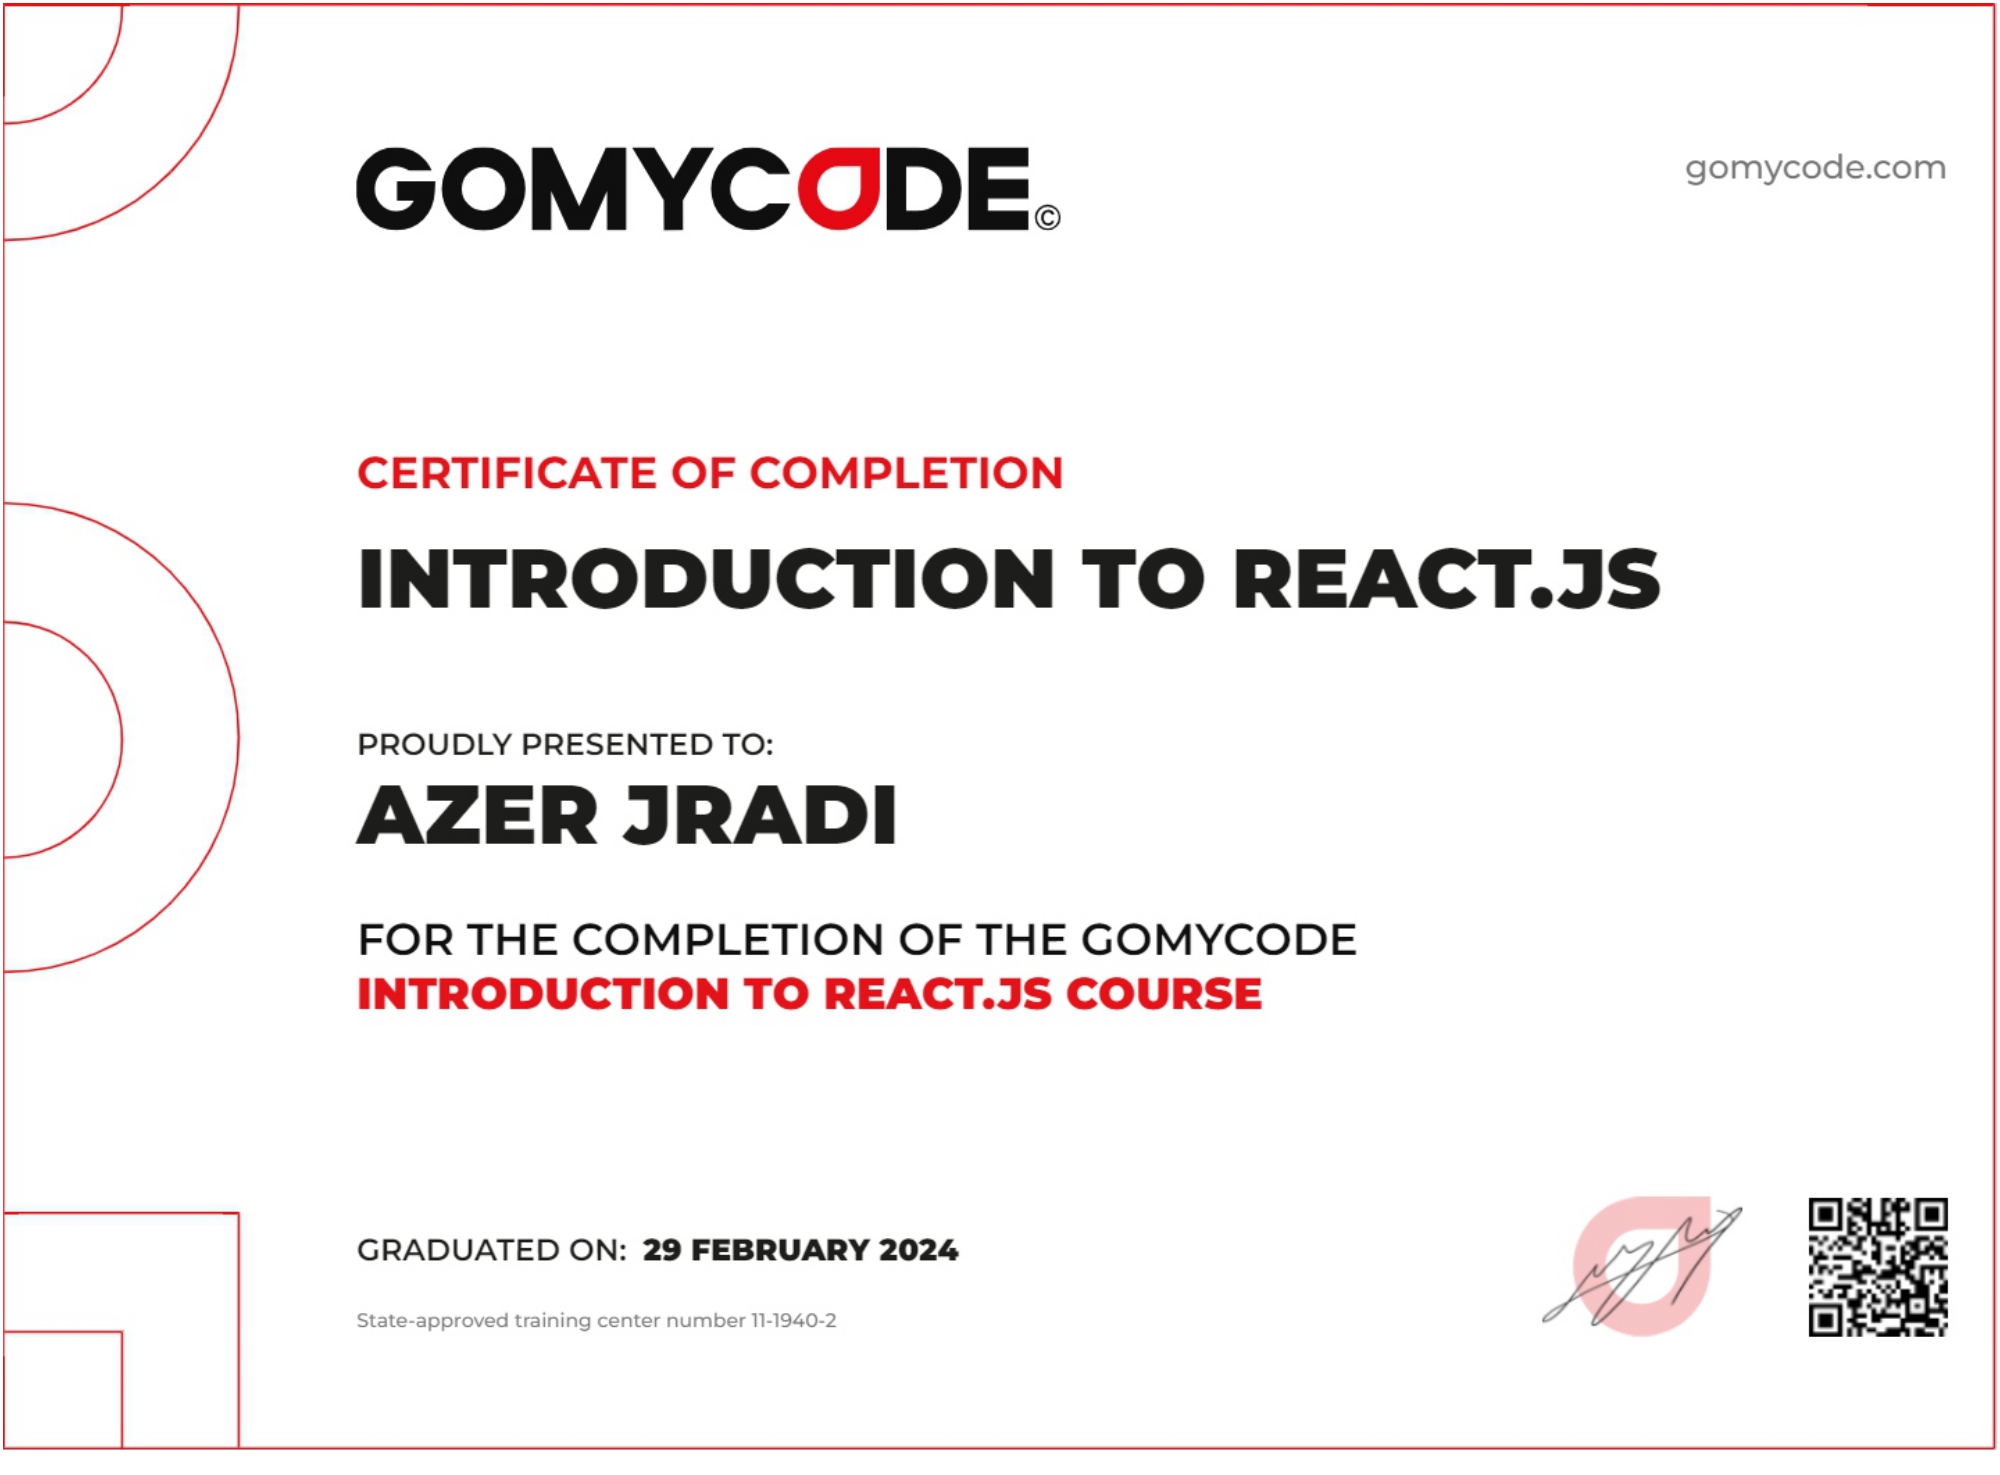 GOMYCODE©
gomycode.com
CERTIFICATE OF COMPLETION
INTRODUCTION TO REACT.JS
PROUDLY PRESENTED TO:
AZER JRADI
FOR THE COMPLETION OF THE GOMYCODE
INTRODUCTION TO REACT.JS COURSE
GRADUATED ON: 29 FEBRUARY 2024
State-approved training center number 11-1940-2